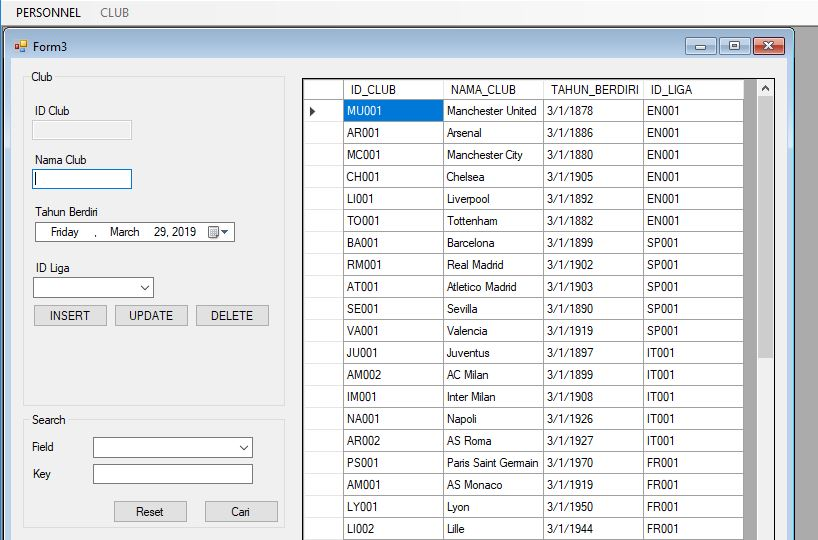 PERSONNEL CLUB
Form3
Club
ID Club
Nama Club
Tahun Berdiri
Friday , March 29, 2019
ID Liga
INSERT UPDATE DELETE
Search
Field
Key
Reset Cari
ID_CLUB NAMA_CLUB TAHUN_BERDIRI ID_LIGA
MU001 Manchester United 3/1/1878 EN001
AR001 Arsenal 3/1/1886 EN001
MC001 Manchester City 3/1/1880 EN001
CH001 Chelsea 3/1/1905 EN001
LI001 Liverpool 3/1/1892 EN001
TO001 Tottenham 3/1/1882 EN001
BA001 Barcelona 3/1/1899 SP001
RM001 Real Madrid 3/1/1902 SP001
AT001 Atletico Madrid 3/1/1903 SP001
SE001 Sevilla 3/1/1890 SP001
VA001 Valencia 3/1/1919 SP001
JU001 Juventus 3/1/1897 IT001
AM002 AC Milan 3/1/1899 IT001
IM001 Inter Milan 3/1/1908 IT001
NA001 Napoli 3/1/1926 IT001
AR002 AS Roma 3/1/1927 IT001
PS001 Paris Saint Germain 3/1/1970 FR001
AM001 AS Monaco 3/1/1919 FR001
LY001 Lyon 3/1/1950 FR001
LI002 Lille 3/1/1944 FR001